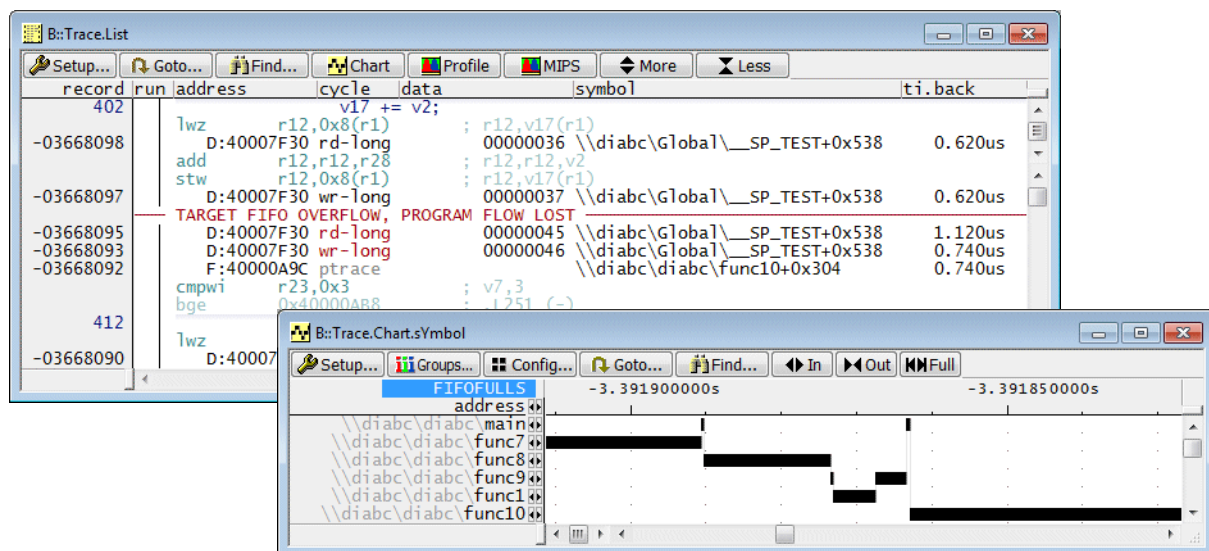 B::Trace.List
Setup... Goto... Find... Chart Profile MIPS More Less
record run address cycle data symbol ti.back
402 v17 += v2;
lwz r12,0x8(r1) ; r12,v17(r1)
-03668098 D:40007F30 rd-long 00000036 \\diabc\Global\__SP_TEST+0x538 0.620us
add r12,r12,r28 ; r12,r12,v2
stw r12,0x8(r1) ; r12,v17(r1)
-03668097 D:40007F30 wr-long 00000037 \\diabc\Global\__SP_TEST+0x538 0.620us
TARGET FIFO OVERFLOW, PROGRAM FLOW LOST
-03668095 D:40007F30 rd-long 00000045 \\diabc\Global\__SP_TEST+0x538 1.120us
-03668093 D:40007F30 wr-long 00000046 \\diabc\Global\__SP_TEST+0x538 0.740us
-03668092 F:40000A9C ptrace \\diabc\diabc\func10+0x304 0.740us
cmpwi r23,0x3 ; v7,3
bge 0x40000AB8 ; .L251 (-)
412
lwz
-03668090 D:40007
B::Trace.Chart.sYmbol
Setup... Groups... Config... Goto... Find... In Out Full
FIFOFULLS -3.391900000s -3.391850000s
address
\\diabc\diabc\main
\\diabc\diabc\func7
\\diabc\diabc\func8
\\diabc\diabc\func9
\\diabc\diabc\func1
\\diabc\diabc\func10